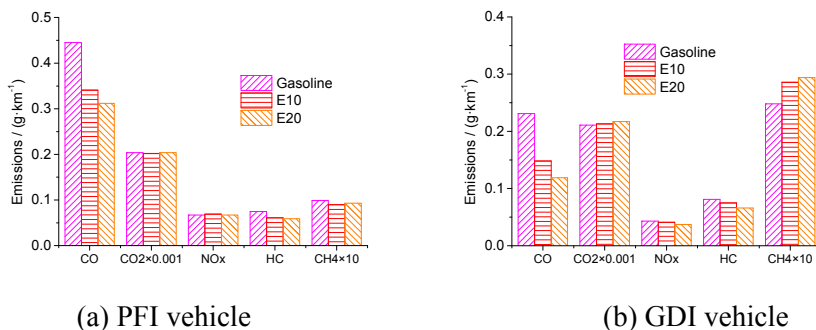 Emissions / (g·km⁻¹)
0.5
0.4
0.3
0.2
0.1
0.0
Gasoline
E10
E20
CO CO2×0.001 NOx HC CH4×10
(a) PFI vehicle
Emissions / (g·km⁻¹)
0.4
0.3
0.2
0.1
0.0
Gasoline
E10
E20
CO CO2×0.001 NOx HC CH4×10
(b) GDI vehicle